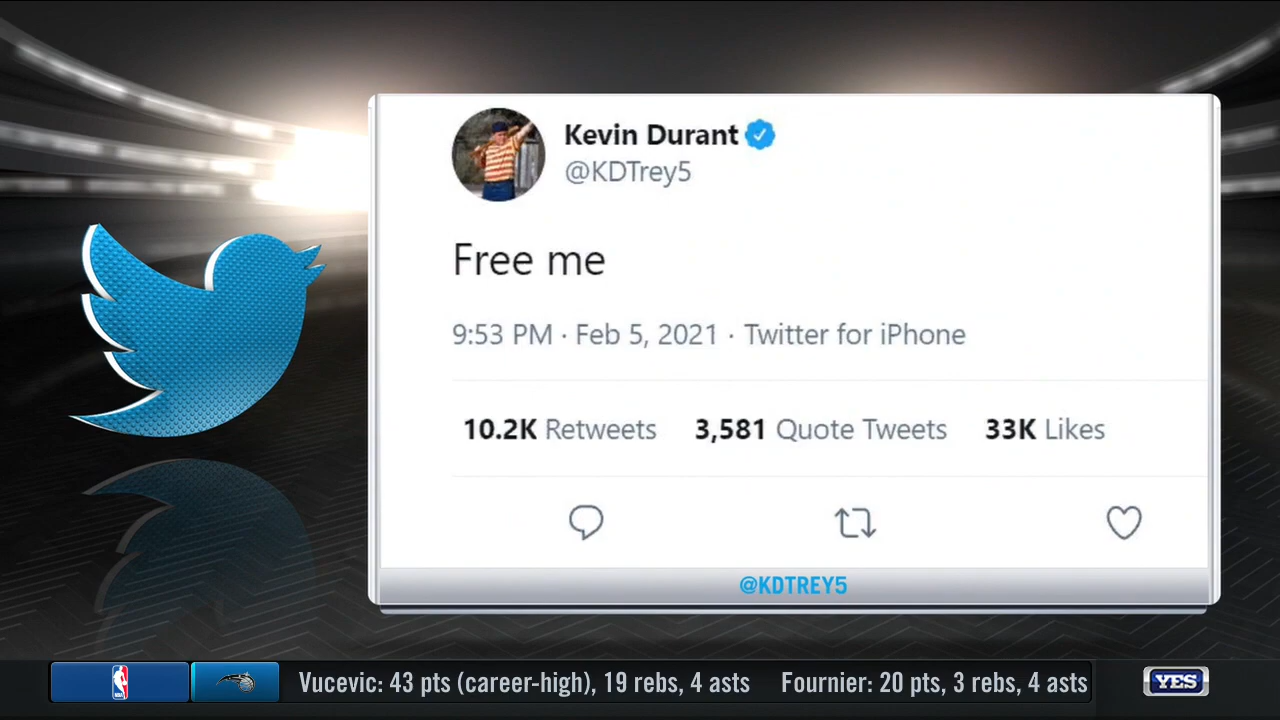 Kevin Durant
@KDTrey5
Free me
9:53 PM · Feb 5, 2021 · Twitter for iPhone
10.2K Retweets 3,581 Quote Tweets 33K Likes
@KDTREY5
NBA Vucevic: 43 pts (career-high), 19 rebs, 4 asts Fournier: 20 pts, 3 rebs, 4 asts YES